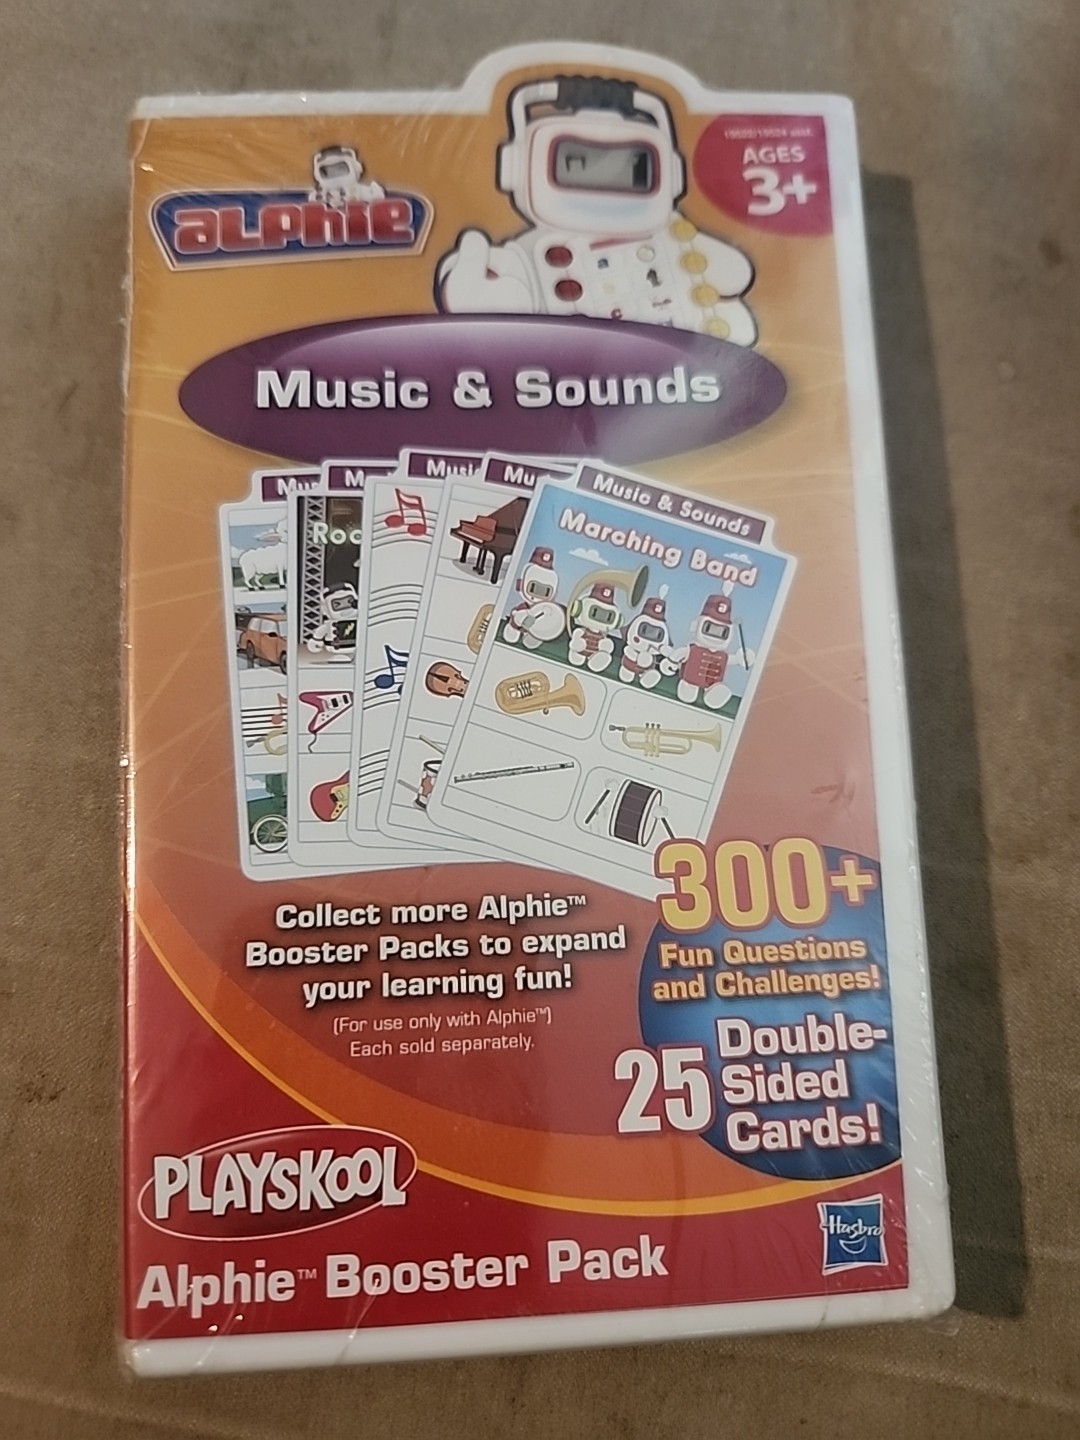 AGES
3+
alphie
Music & Sounds
Music & Sounds
Marching Band
300+
Fun Questions
and Challenges!
25 Double-
Sided
Cards!
Collect more Alphie™
Booster Packs to expand
your learning fun!
(For use only with Alphie™)
Each sold separately.
PLAYSKOOL
Hasbro
Alphie™ Booster Pack